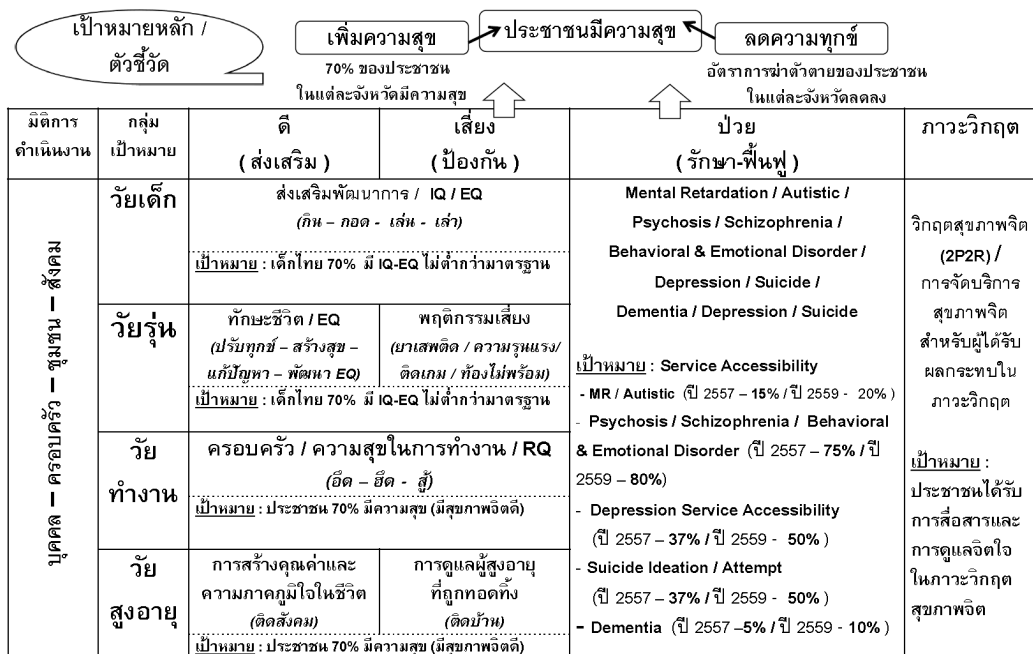 เป้าหมายหลัก /
ตัวชี้วัด
เพิ่มความสุข
ประชาชนมีความสุข
ลดความทุกข์
70% ของประชาชน
ในแต่ละจังหวัดมีความสุข
อัตราการฆ่าตัวตายของประชาชน
ในแต่ละจังหวัดลดลง
มิติการ
ดำเนินงาน
กลุ่ม
เป้าหมาย
ดี
( ส่งเสริม )
เสี่ยง
( ป้องกัน )
ป่วย
( รักษา-ฟื้นฟู )
ภาวะวิกฤต
บุคคล – ครอบครัว – ชุมชน – สังคม
วัยเด็ก
ส่งเสริมพัฒนาการ / IQ / EQ
(กิน – กอด - เล่น - เล่า)
เป้าหมาย : เด็กไทย 70% มี IQ-EQ ไม่ต่ำกว่ามาตรฐาน
วัยรุ่น
ทักษะชีวิต / EQ
(ปรับทุกข์ – สร้างสุข –
แก้ปัญหา – พัฒนา EQ)
พฤติกรรมเสี่ยง
(ยาเสพติด / ความรุนแรง/
ติดเกม / ท้องไม่พร้อม)
เป้าหมาย : เด็กไทย 70% มี IQ-EQ ไม่ต่ำกว่ามาตรฐาน
วัย
ทำงาน
ครอบครัว / ความสุขในการทำงาน / RQ
(อึด – ฮึด - สู้)
เป้าหมาย : ประชาชน 70% มีความสุข (มีสุขภาพจิตดี)
วัย
สูงอายุ
การสร้างคุณค่าและ
ความภาคภูมิใจในชีวิต
(ติดสังคม)
การดูแลผู้สูงอายุ
ที่ถูกทอดทิ้ง
(ติดบ้าน)
เป้าหมาย : ประชาชน 70% มีความสุข (มีสุขภาพจิตดี)
Mental Retardation / Autistic /
Psychosis / Schizophrenia /
Behavioral & Emotional Disorder /
Depression / Suicide /
Dementia / Depression / Suicide
เป้าหมาย : Service Accessibility
- MR / Autistic (ปี 2557 – 15% / ปี 2559 - 20%)
- Psychosis / Schizophrenia / Behavioral
& Emotional Disorder (ปี 2557 – 75% / ปี
2559 – 80%)
- Depression Service Accessibility
(ปี 2557 – 37% / ปี 2559 - 50% )
- Suicide Ideation / Attempt
(ปี 2557 – 37% / ปี 2559 - 50% )
- Dementia (ปี 2557 –5% / ปี 2559 - 10% )
วิกฤตสุขภาพจิต
(2P2R) /
การจัดบริการ
สุขภาพจิต
สำหรับผู้ได้รับ
ผลกระทบใน
ภาวะวิกฤต
เป้าหมาย :
ประชาชนได้รับ
การสื่อสารและ
การดูแลจิตใจ
ในภาวะวิกฤต
สุขภาพจิต